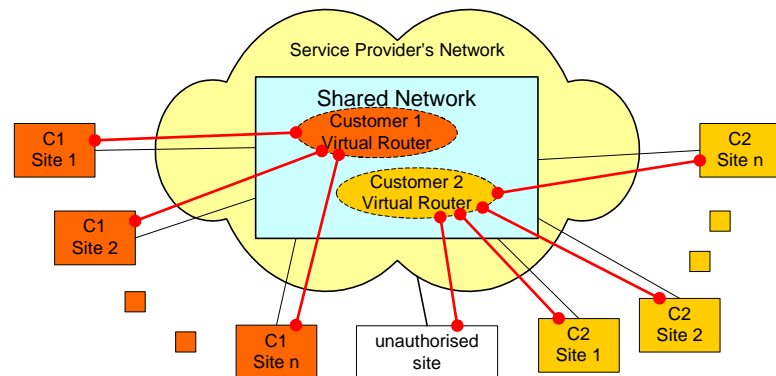 Service Provider's Network
Shared Network
Customer 1
Virtual Router
Customer 2
Virtual Router
C1
Site 1
C1
Site 2
C1
Site n
unauthorised
site
C2
Site 1
C2
Site 2
C2
Site n